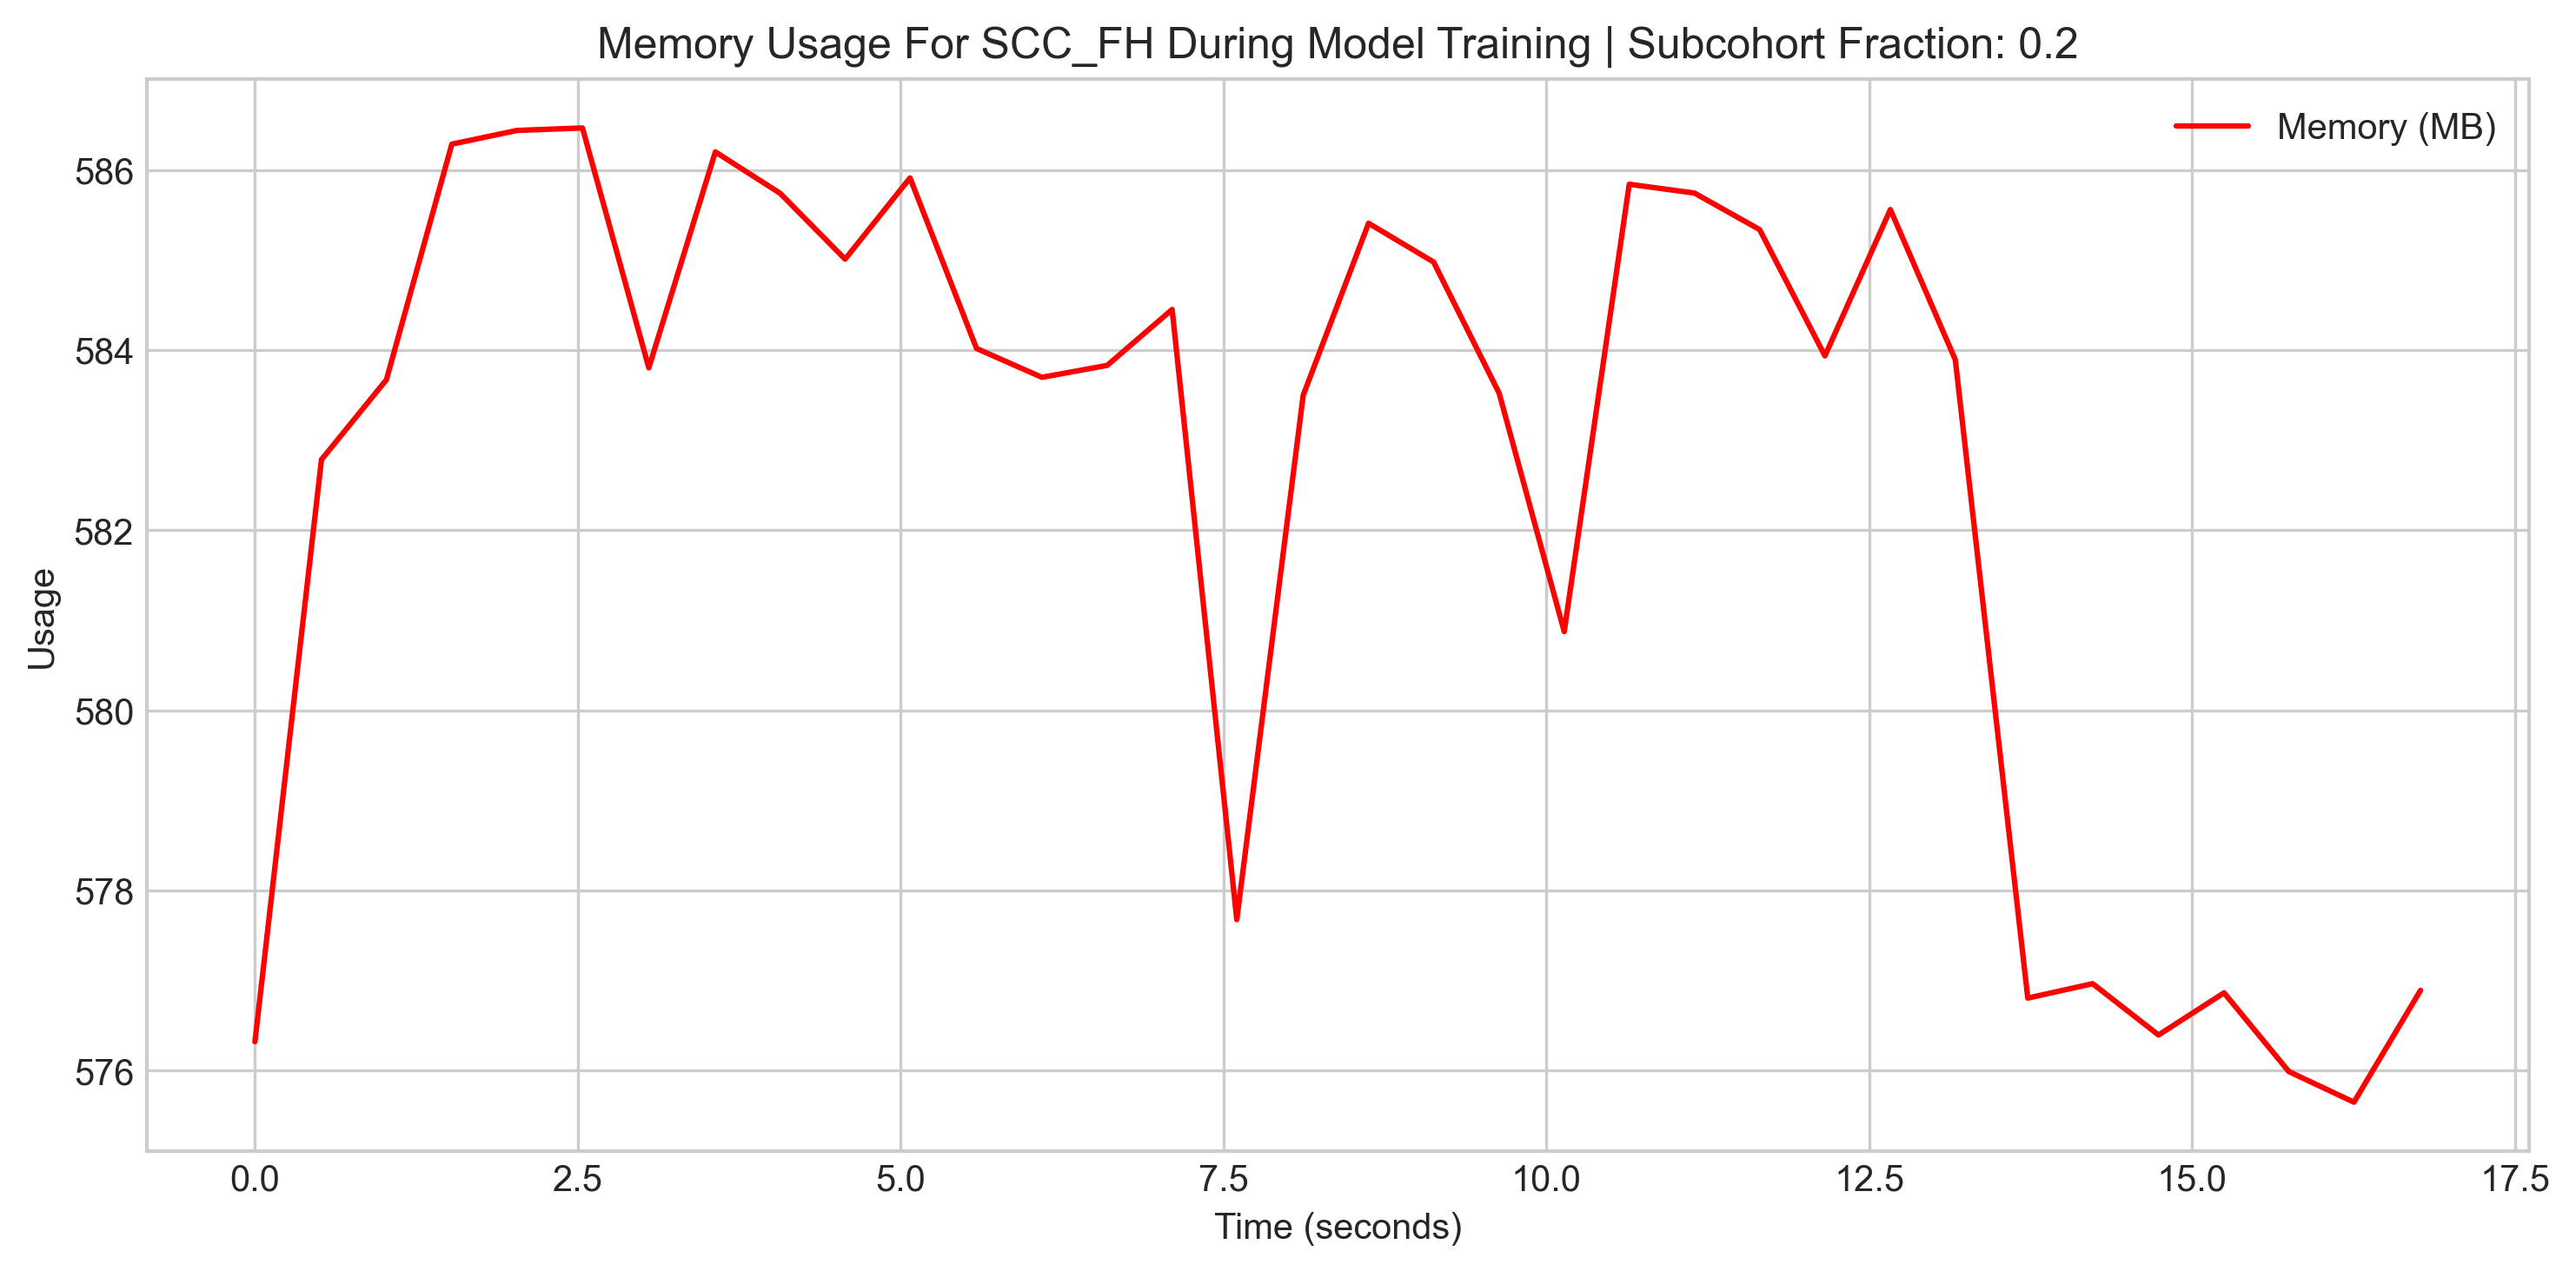 Memory Usage For SCC_FH During Model Training | Subcohort Fraction: 0.2
Memory (MB)
586
584
582
580
578
576
Usage
0.0 2.5 5.0 7.5 10.0 12.5 15.0 17.5
Time (seconds)